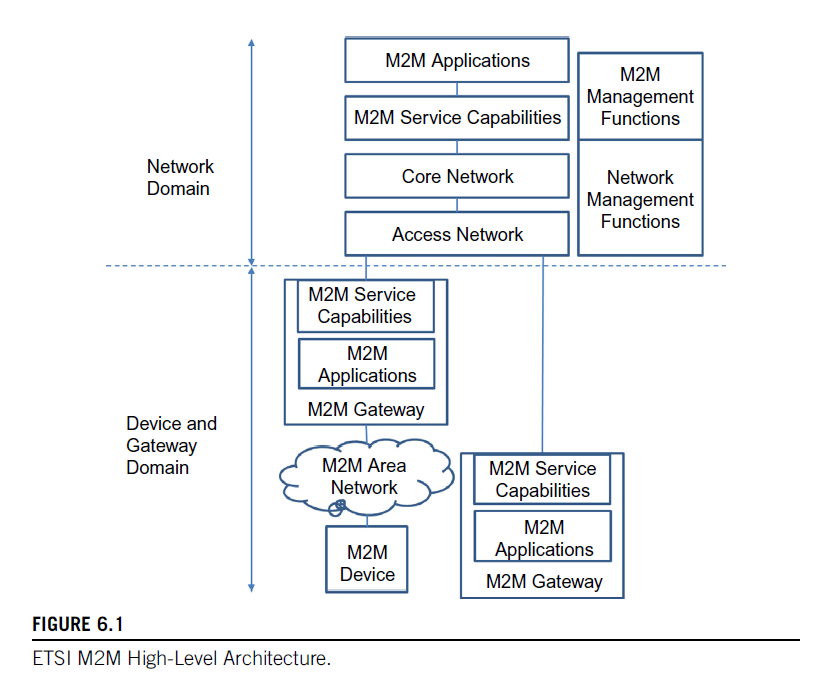 M2M Applications
M2M Service Capabilities
Core Network
Access Network
M2M
Management
Functions
Network
Management
Functions
Network
Domain
Device and
Gateway
Domain
M2M Service
Capabilities
M2M
Applications
M2M Gateway
M2M Area
Network
M2M
Device
M2M Service
Capabilities
M2M
Applications
M2M Gateway
FIGURE 6.1
ETSI M2M High-Level Architecture.